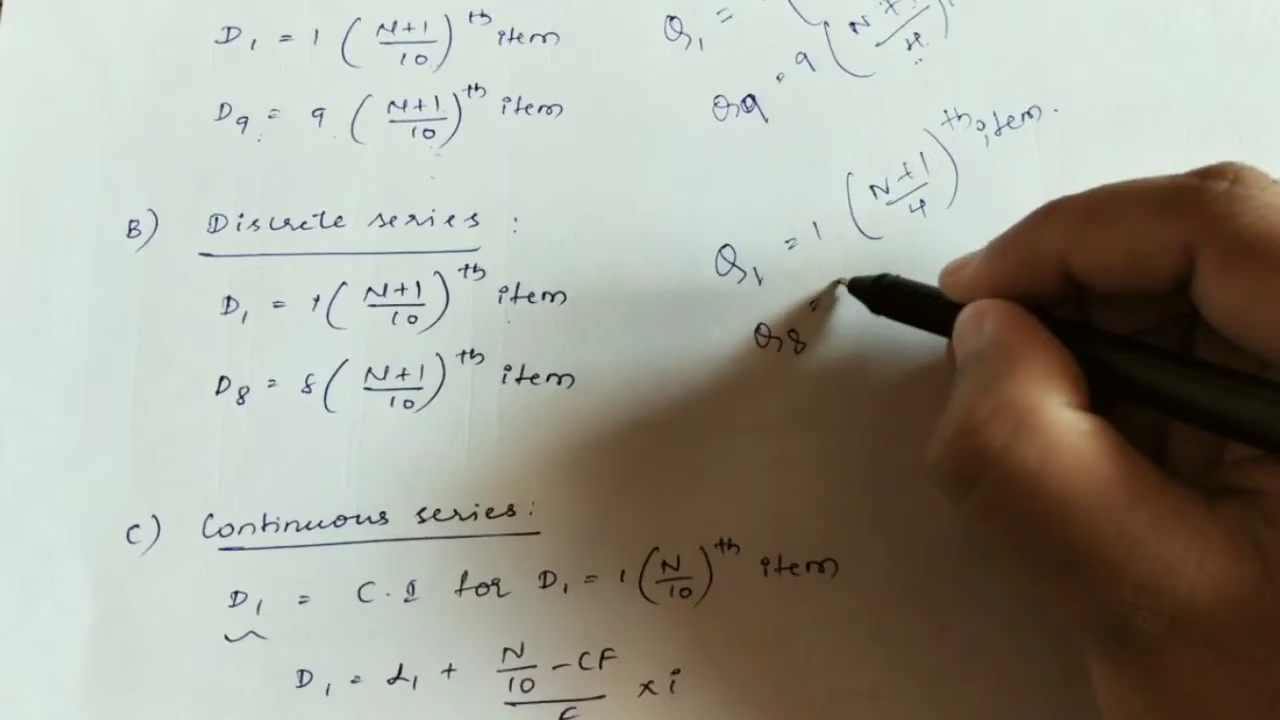 D₁ = 1 (N+1/10)ᵗʰ item
D₉ = 9 (N+1/10)ᵗʰ item
B) Discrete series :
D₁ = 1 (N+1/10)ᵗʰ item
D₈ = 8 (N+1/10)ᵗʰ item
C) Continuous series :
D₁ = C.I for D₁ = 1 (N/10)ᵗʰ item
D₁ = L₁ + N/10 - CF / f × i
Q₁ =
Q9 = 9 (N+1/4)
Q₁ = 1 (N+1/4)ᵗʰ item.
Q8 =